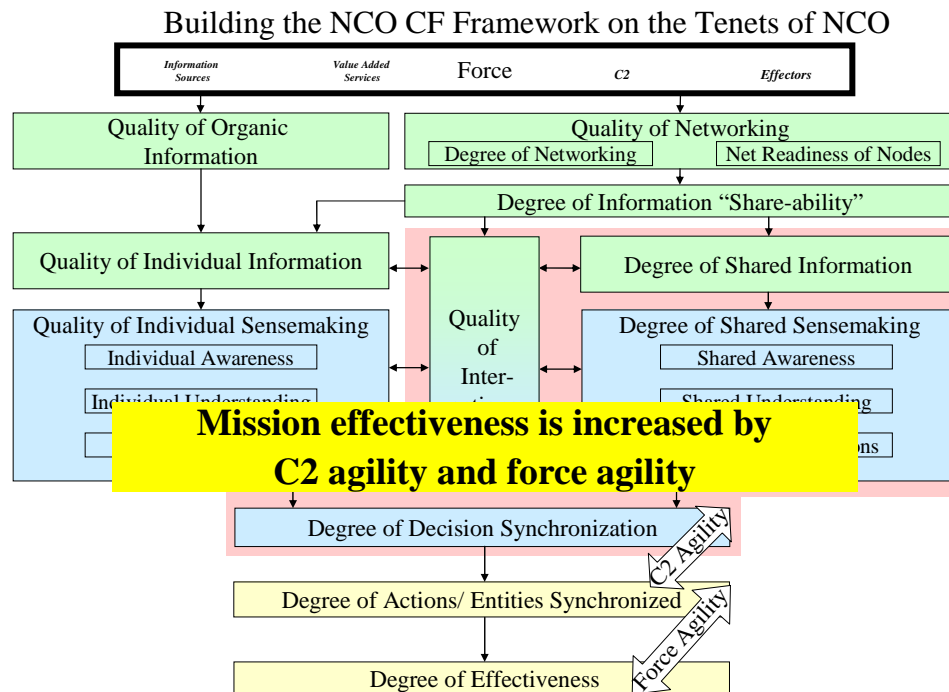 Building the NCO CF Framework on the Tenets of NCO
Information
Sources
Value Added
Services
Force
C2
Effectors
Quality of Organic
Information
Quality of Networking
Degree of Networking
Net Readiness of Nodes
Degree of Information “Share-ability”
Quality of Individual Information
Degree of Shared Information
Quality of Individual Sensemaking
Individual Awareness
Individual Understanding
Quality
of
Inter-
Degree of Shared Sensemaking
Shared Awareness
Shared Understanding
Mission effectiveness is increased by
C2 agility and force agility
Degree of Decision Synchronization
C2 Agility
Degree of Actions/ Entities Synchronized
Force Agility
Degree of Effectiveness